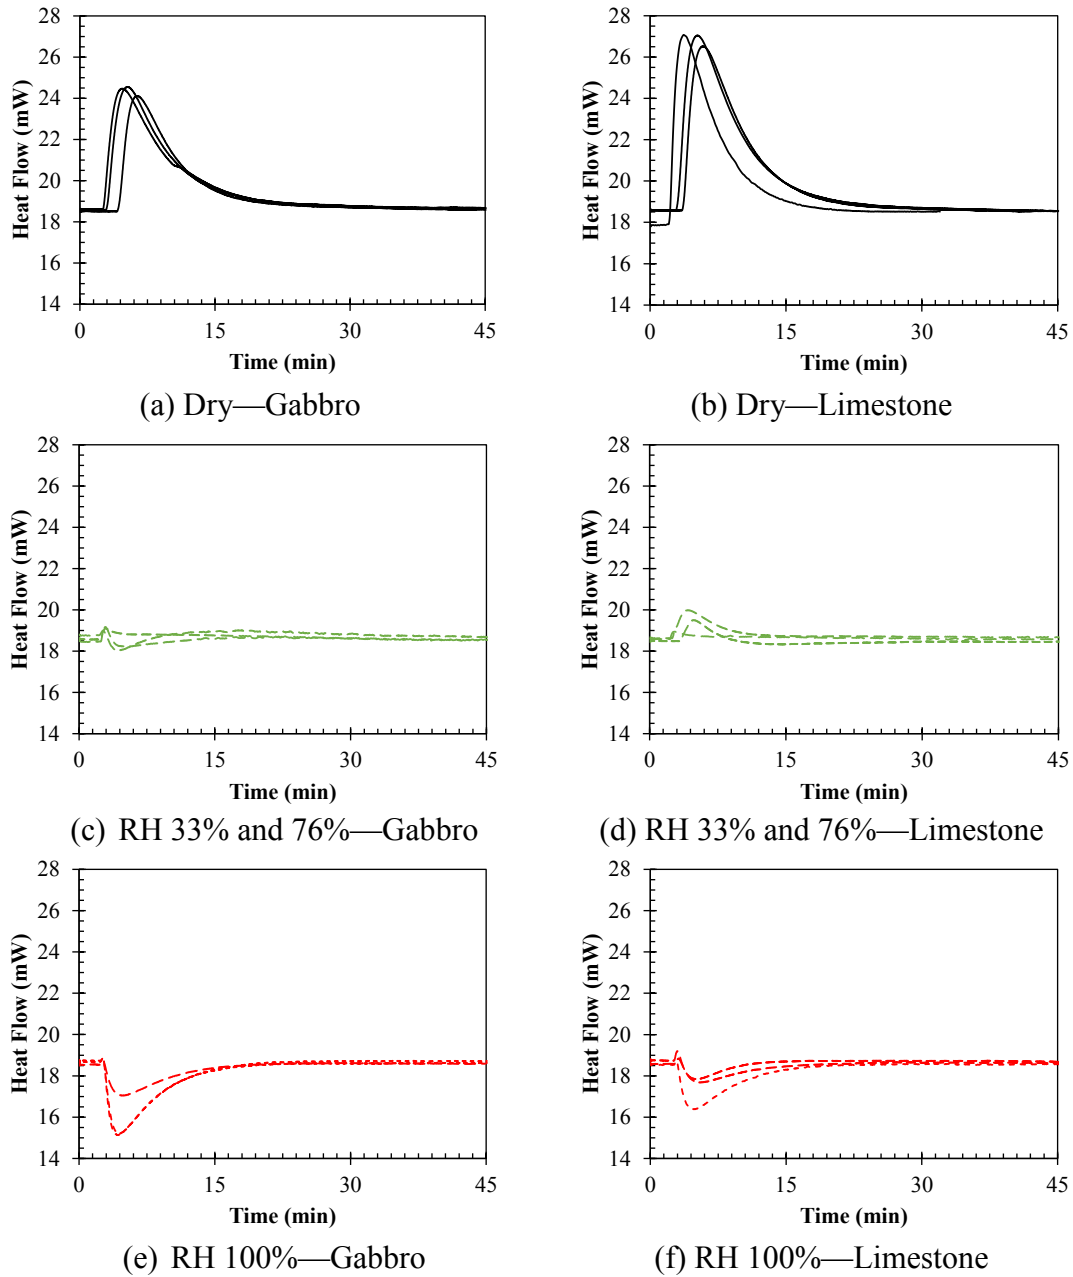 28
26
24
22
20
18
16
14
Heat Flow (mW)
0 15 30 45
Time (min)
(a) Dry—Gabbro
28
26
24
22
20
18
16
14
Heat Flow (mW)
0 15 30 45
Time (min)
(b) Dry—Limestone
28
26
24
22
20
18
16
14
Heat Flow (mW)
0 15 30 45
Time (min)
(c) RH 33% and 76%—Gabbro
28
26
24
22
20
18
16
14
Heat Flow (mW)
0 15 30 45
Time (min)
(d) RH 33% and 76%—Limestone
28
26
24
22
20
18
16
14
Heat Flow (mW)
0 15 30 45
Time (min)
(e) RH 100%—Gabbro
28
26
24
22
20
18
16
14
Heat Flow (mW)
0 15 30 45
Time (min)
(f) RH 100%—Limestone